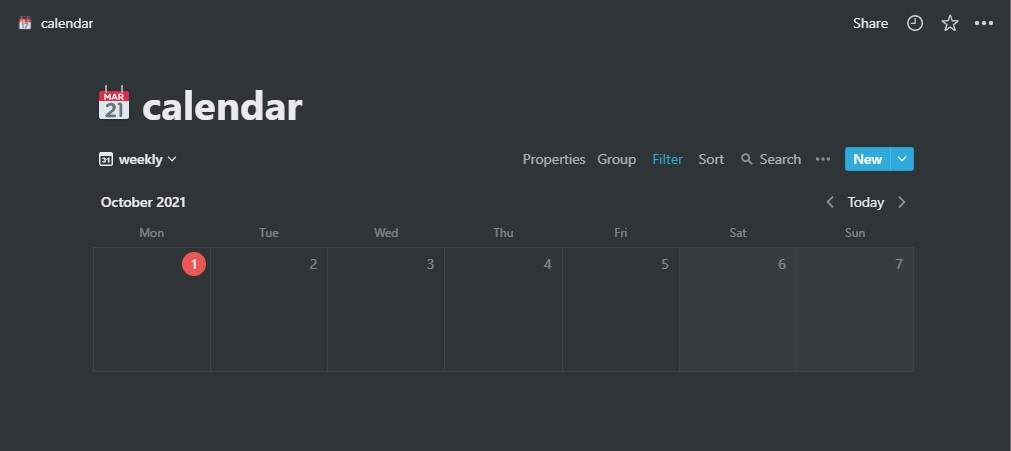 calendar
Share
MAR
21
calendar
31 weekly
Properties Group Filter Sort Search New
October 2021
Today
Mon Tue Wed Thu Fri Sat Sun
1 2 3 4 5 6 7